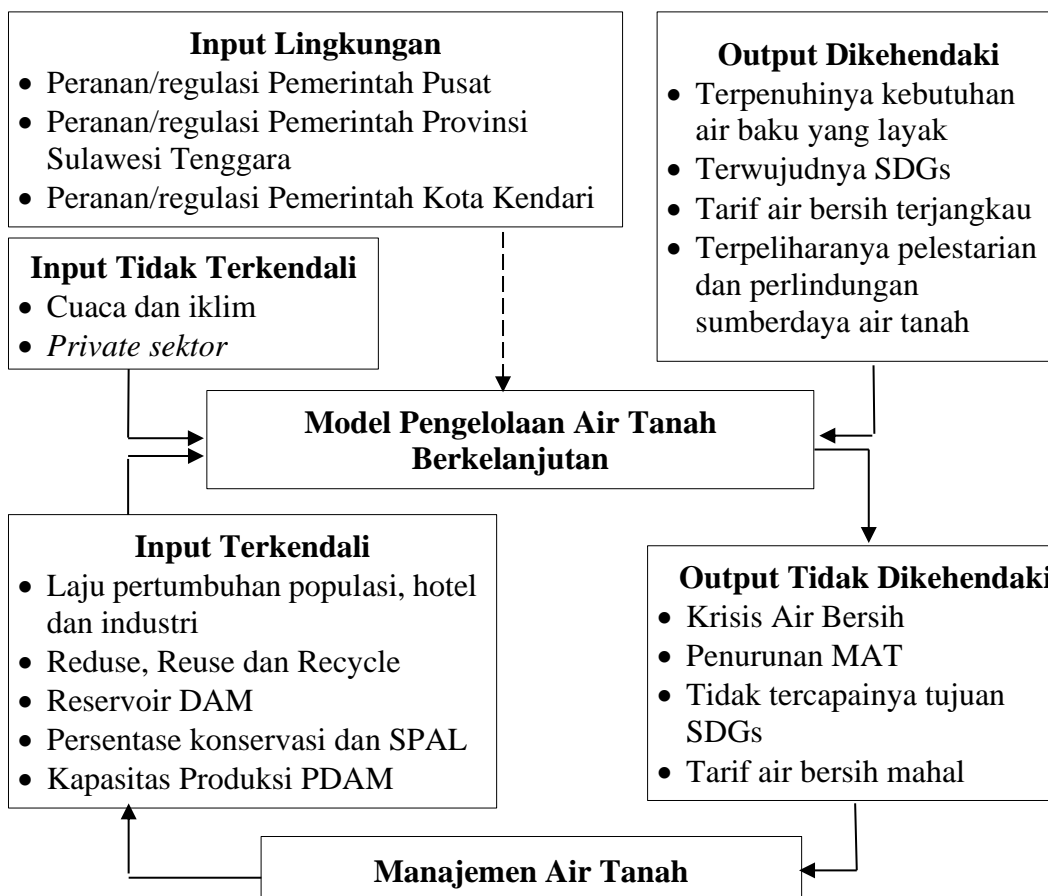 Input Lingkungan
• Peranan/regulasi Pemerintah Pusat
• Peranan/regulasi Pemerintah Provinsi
Sulawesi Tenggara
• Peranan/regulasi Pemerintah Kota Kendari
Output Dikehendaki
• Terpenuhinya kebutuhan
air baku yang layak
• Terwujudnya SDGs
• Tarif air bersih terjangkau
• Terpeliharanya pelestarian
dan perlindungan
sumberdaya air tanah
Input Tidak Terkendali
• Cuaca dan iklim
• Private sektor
Model Pengelolaan Air Tanah
Berkelanjutan
Input Terkendali
• Laju pertumbuhan populasi, hotel
dan industri
• Reduse, Reuse dan Recycle
• Reservoir DAM
• Persentase konservasi dan SPAL
• Kapasitas Produksi PDAM
Output Tidak Dikehendaki
• Krisis Air Bersih
• Penurunan MAT
• Tidak tercapainya tujuan
SDGs
• Tarif air bersih mahal
Manajemen Air Tanah